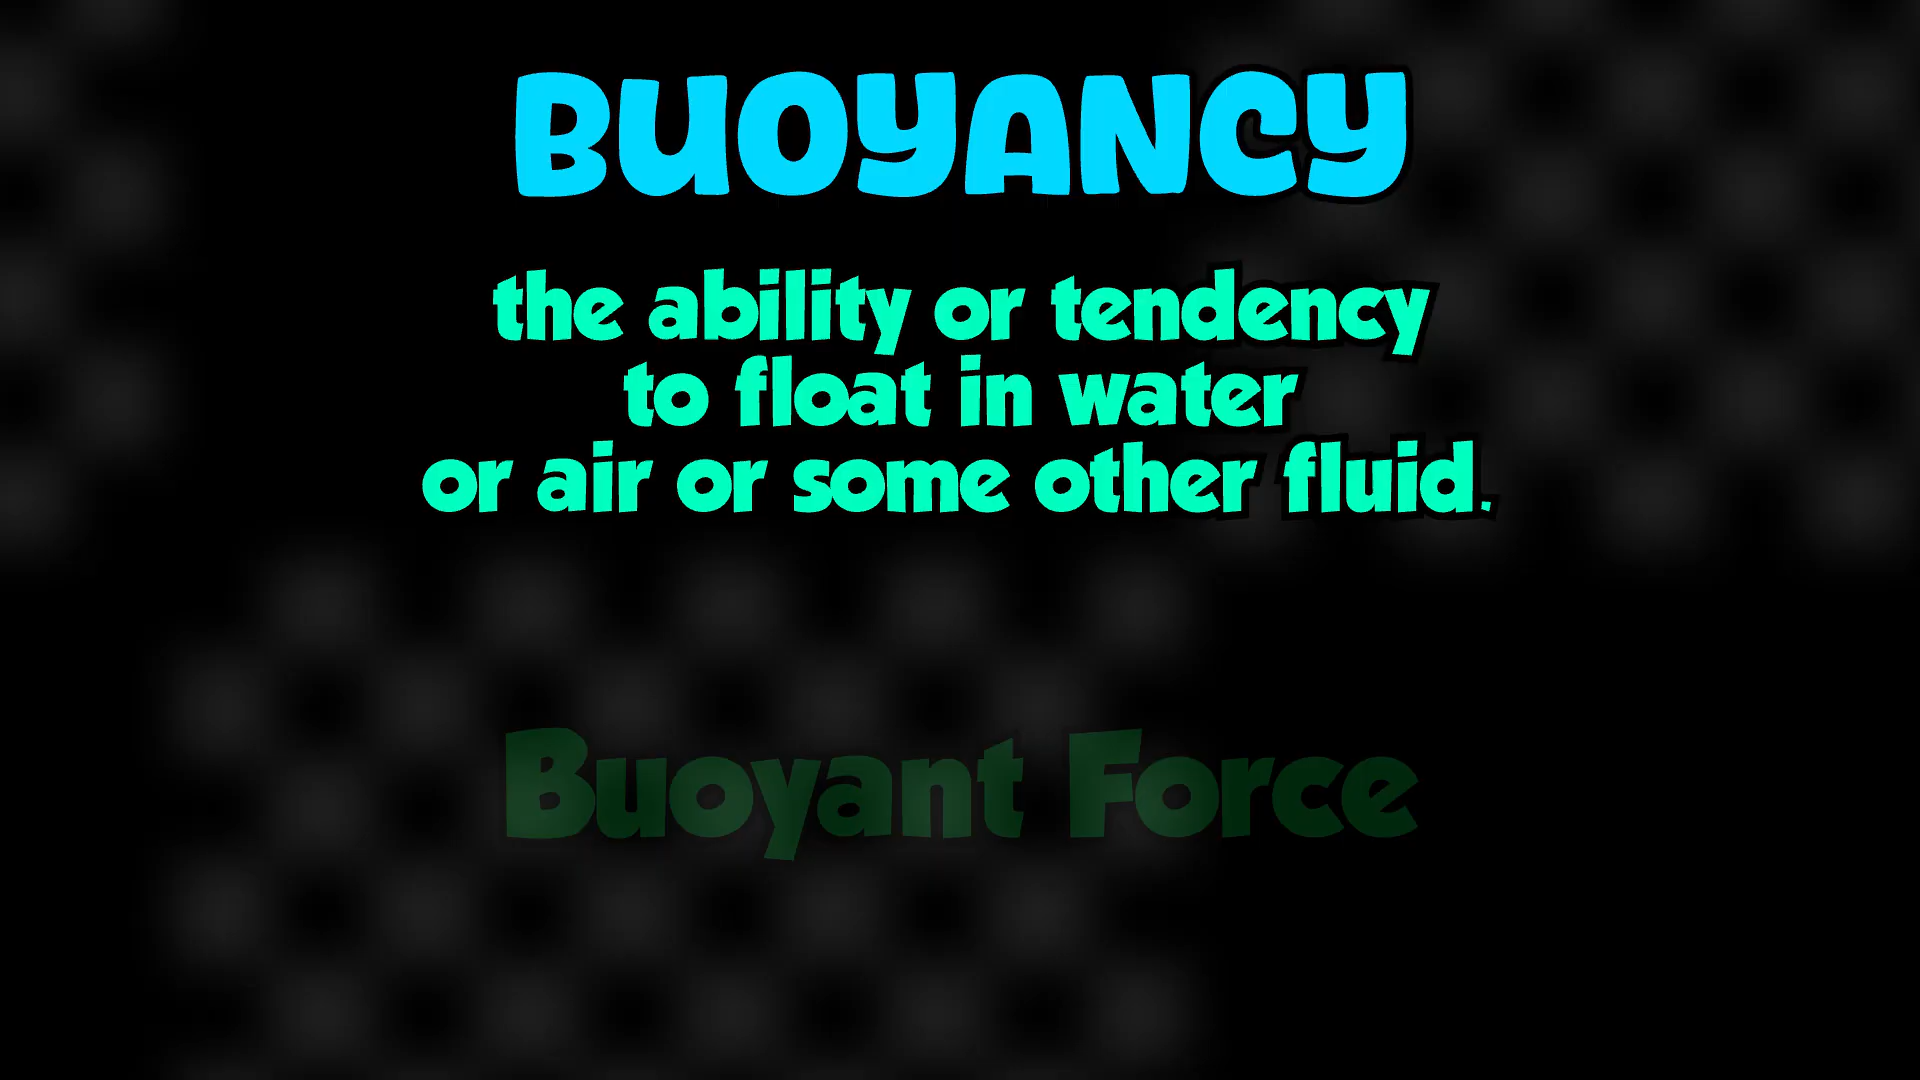 BUOYANCY
the ability or tendency
to float in water
or air or some other fluid.
Buoyant Force